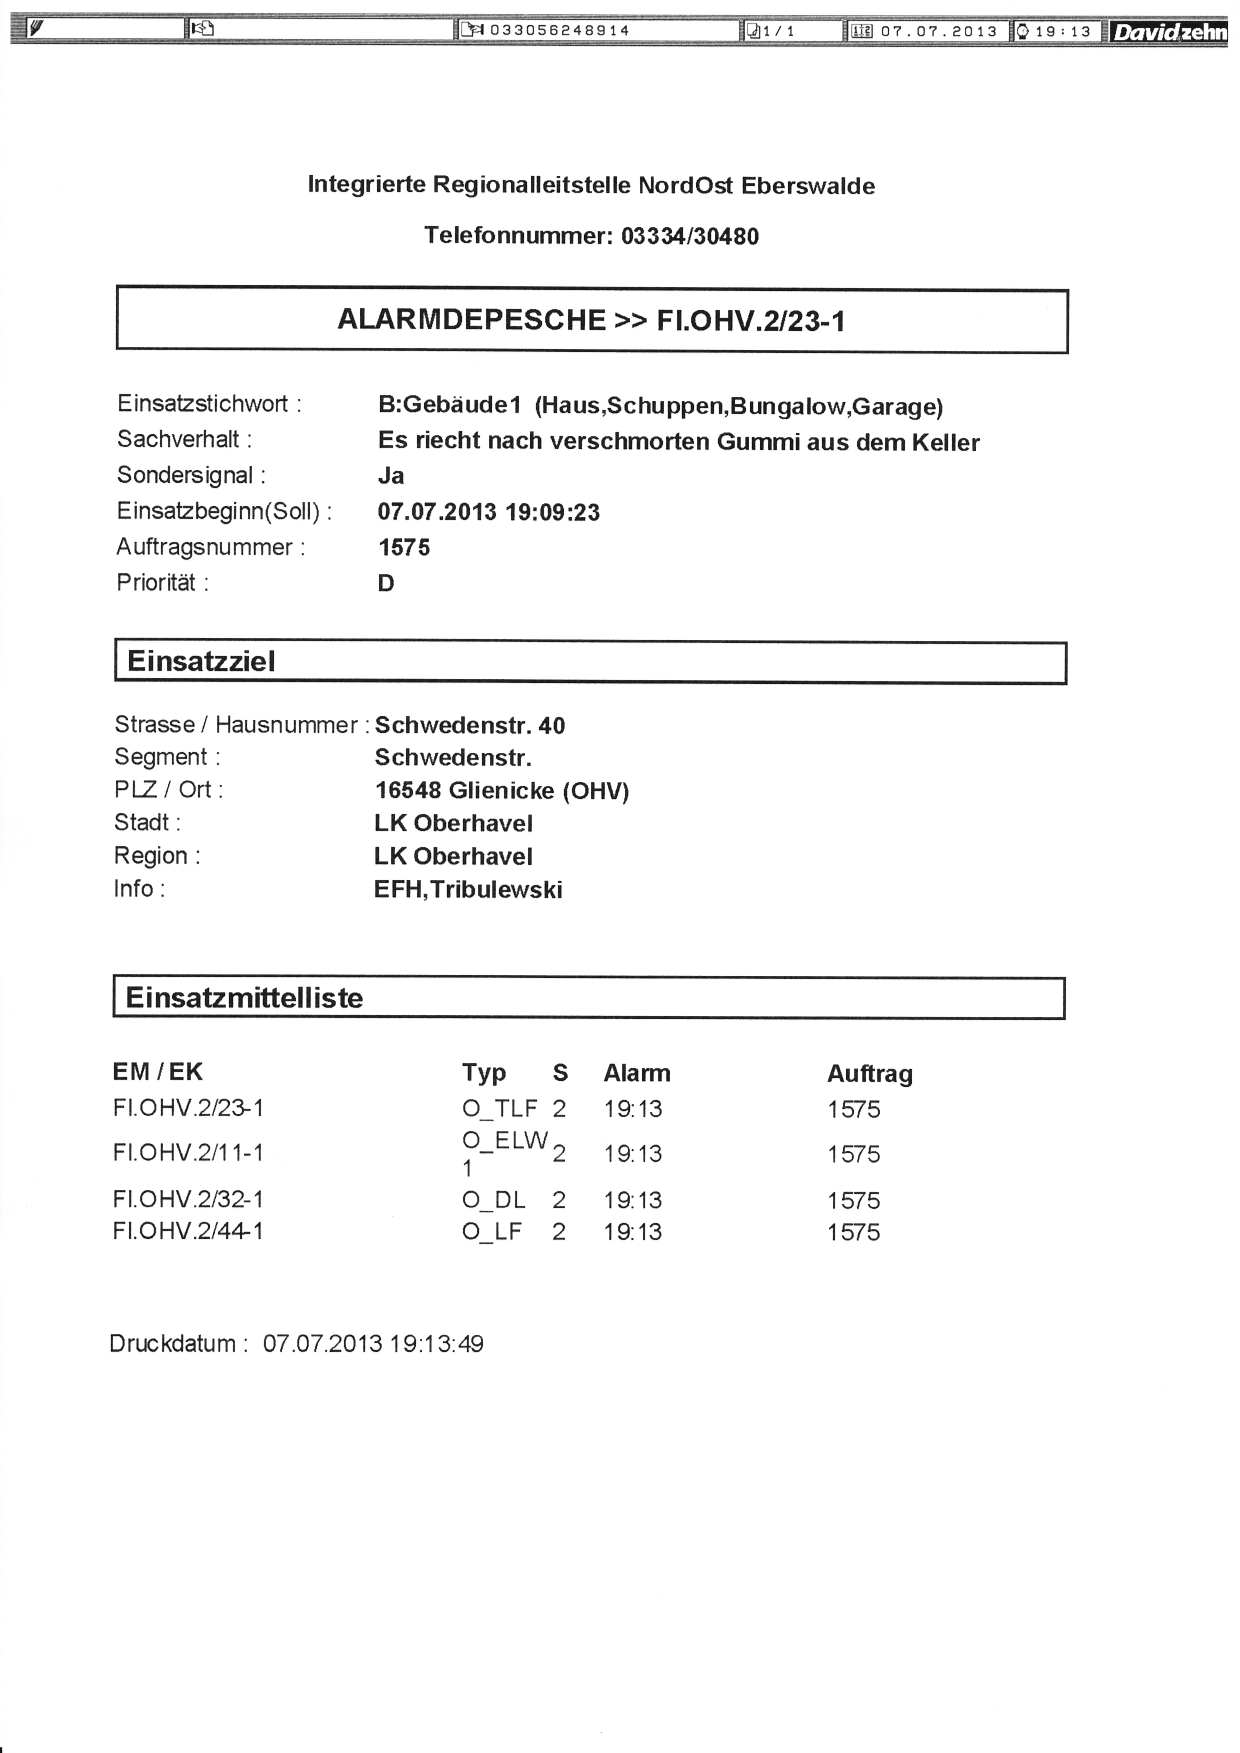 033056248914 1/1 07.07.2013 19:13 Davidzehn
Integrierte Regionalleitstelle NordOst Eberswalde
Telefonnummer: 03334/30480
ALARMDEPESCHE >> FI.OHV.2/23-1
Einsatzstichwort : B:Gebäude1 (Haus,Schuppen,Bungalow,Garage)
Sachverhalt : Es riecht nach verschmorten Gummi aus dem Keller
Sondersignal : Ja
Einsatzbeginn(Soll) : 07.07.2013 19:09:23
Auftragsnummer : 1575
Priorität : D
Einsatzziel
Strasse / Hausnummer : Schwedenstr. 40
Segment : Schwedenstr.
PLZ / Ort : 16548 Glienicke (OHV)
Stadt : LK Oberhavel
Region : LK Oberhavel
Info : EFH,Tribulewski
Einsatzmittelliste
EM / EK Typ S Alarm Auftrag
FI.OHV.2/23-1 O_TLF 2 19:13 1575
FI.OHV.2/11-1 O_ELW 2 19:13 1575
1
FI.OHV.2/32-1 O_DL 2 19:13 1575
FI.OHV.2/44-1 O_LF 2 19:13 1575
Druckdatum : 07.07.2013 19:13:49